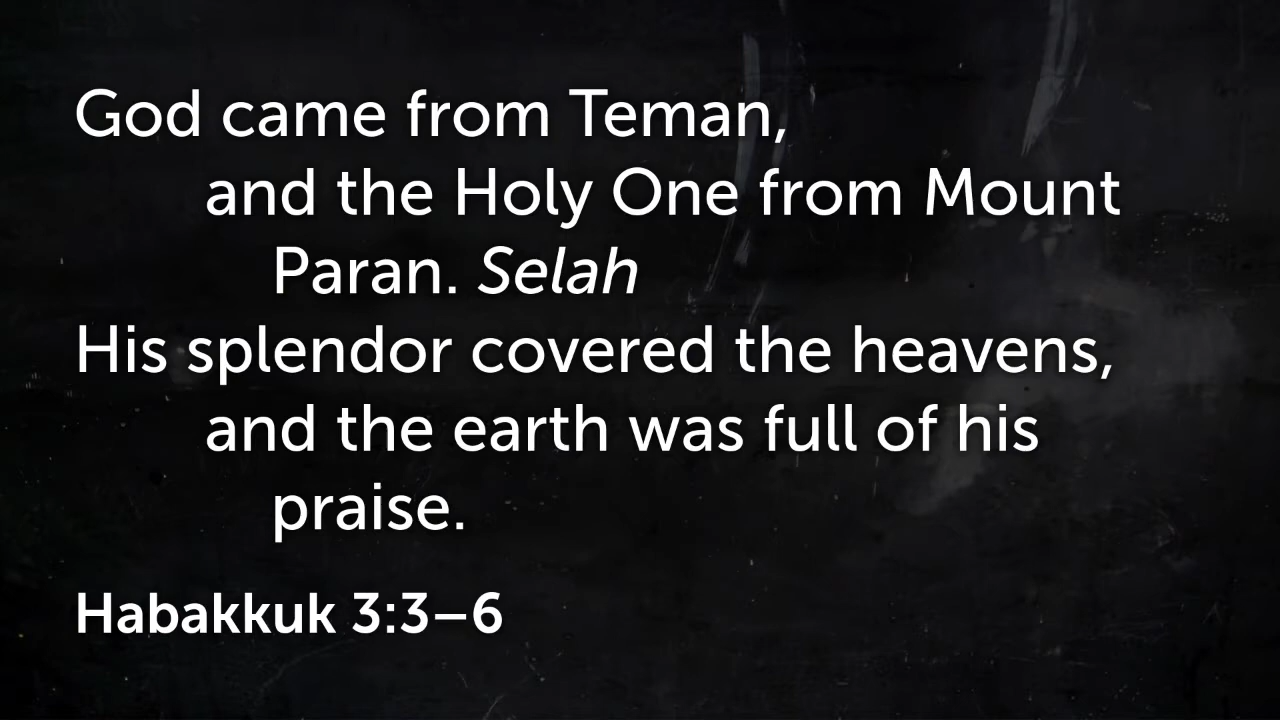 God came from Teman,
and the Holy One from Mount
Paran. Selah
His splendor covered the heavens,
and the earth was full of his
praise.
Habakkuk 3:3–6